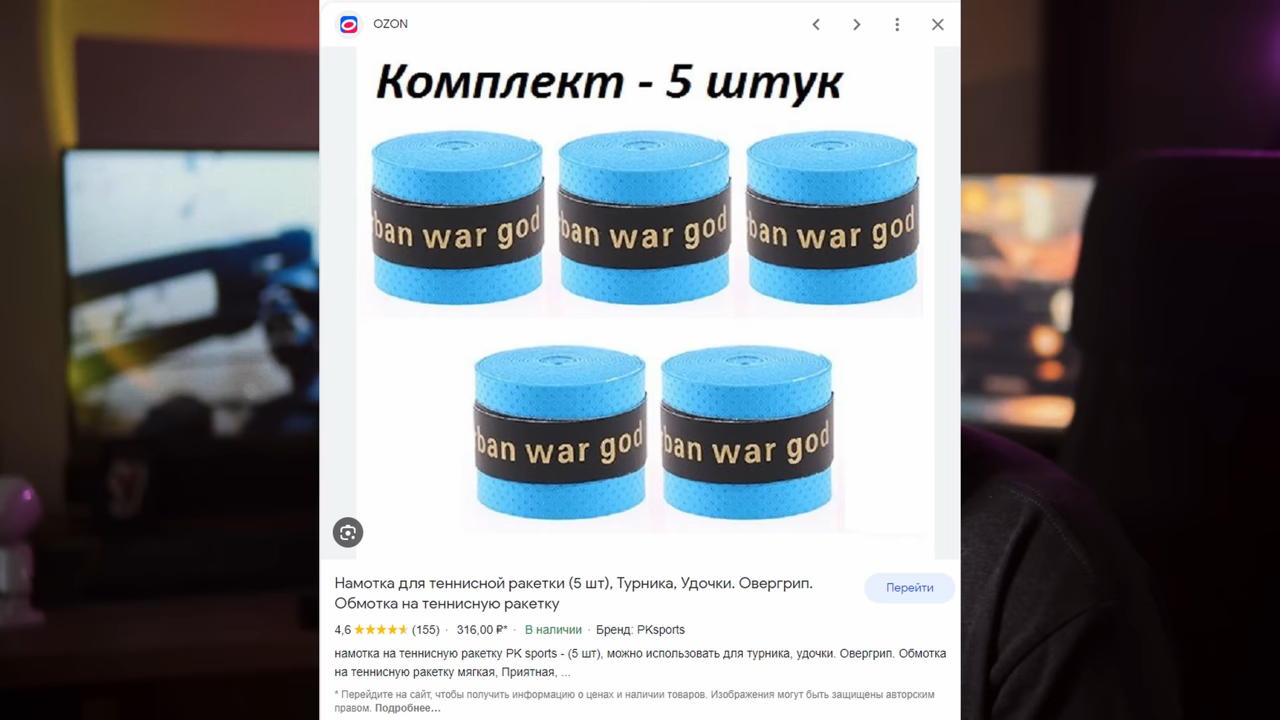 OZON
Комплект - 5 штук
ban war god
ban war god
ban war god
ban war god
ban war god
Намотка для теннисной ракетки (5 шт), Турника, Удочки. Овергрип.
Обмотка на теннисную ракетку
Перейти
4,6 (155) · 316,00 ₽* · В наличии · Бренд: PKsports
намотка на теннисную ракетку PK sports - (5 шт), можно использовать для турника, удочки. Овергрип. Обмотка
на теннисную ракетку мягкая, Приятная, ...
* Перейдите на сайт, чтобы получить информацию о ценах и наличии товаров. Изображения могут быть защищены авторским
правом. Подробнее...